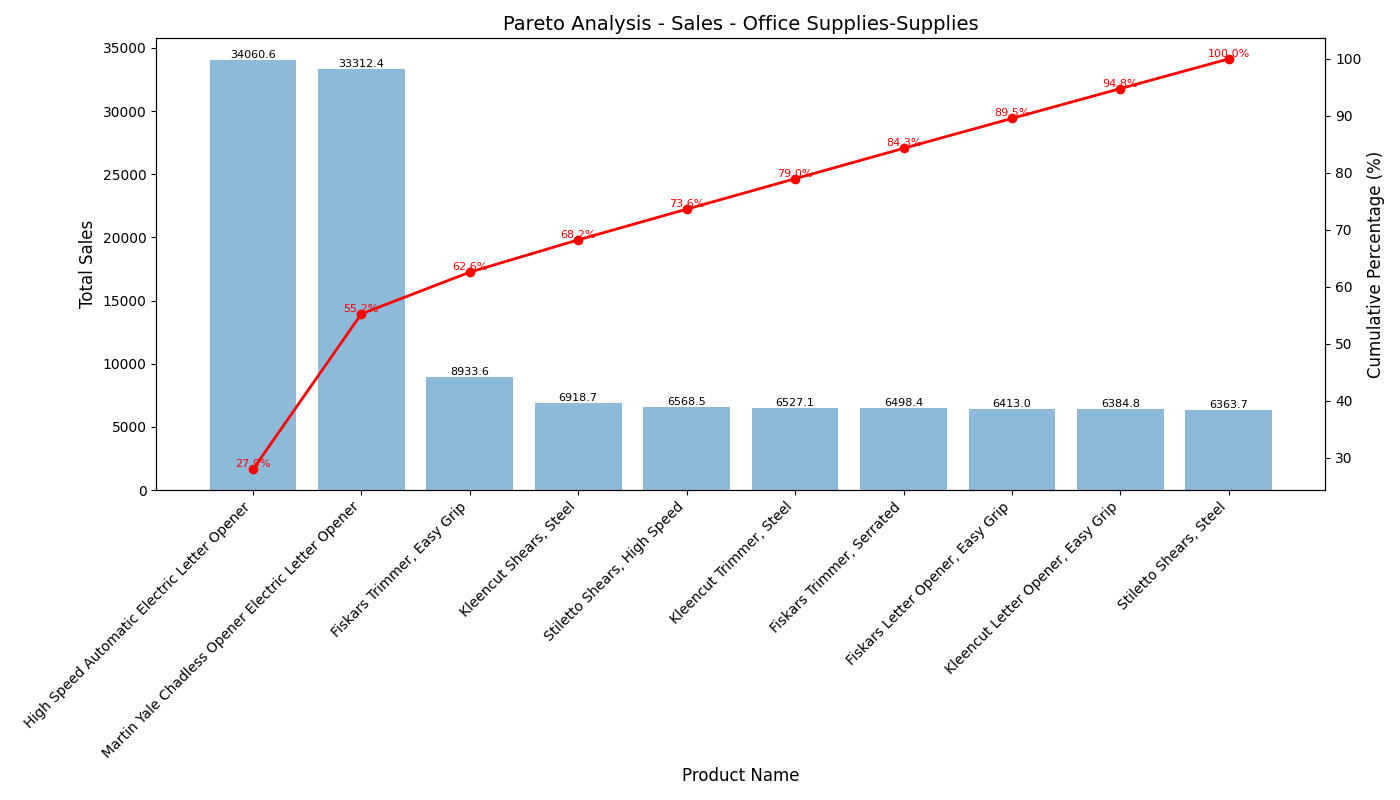 Pareto Analysis - Sales - Office Supplies-Supplies
Total Sales
35000
30000
25000
20000
15000
10000
5000
0
34060.6
33312.4
8933.6
6918.7
6568.5
6527.1
6498.4
6413.0
6384.8
6363.7
27.9%
55.2%
62.6%
68.2%
73.6%
79.0%
84.3%
89.5%
94.8%
100.0%
100
90
80
70
60
50
40
30
Cumulative Percentage (%)
High Speed Automatic Electric Letter Opener
Martin Yale Chadless Opener Electric Letter Opener
Fiskars Trimmer, Easy Grip
Kleencut Shears, Steel
Stiletto Shears, High Speed
Kleencut Trimmer, Steel
Fiskars Trimmer, Serrated
Fiskars Letter Opener, Easy Grip
Kleencut Letter Opener, Easy Grip
Stiletto Shears, Steel
Product Name